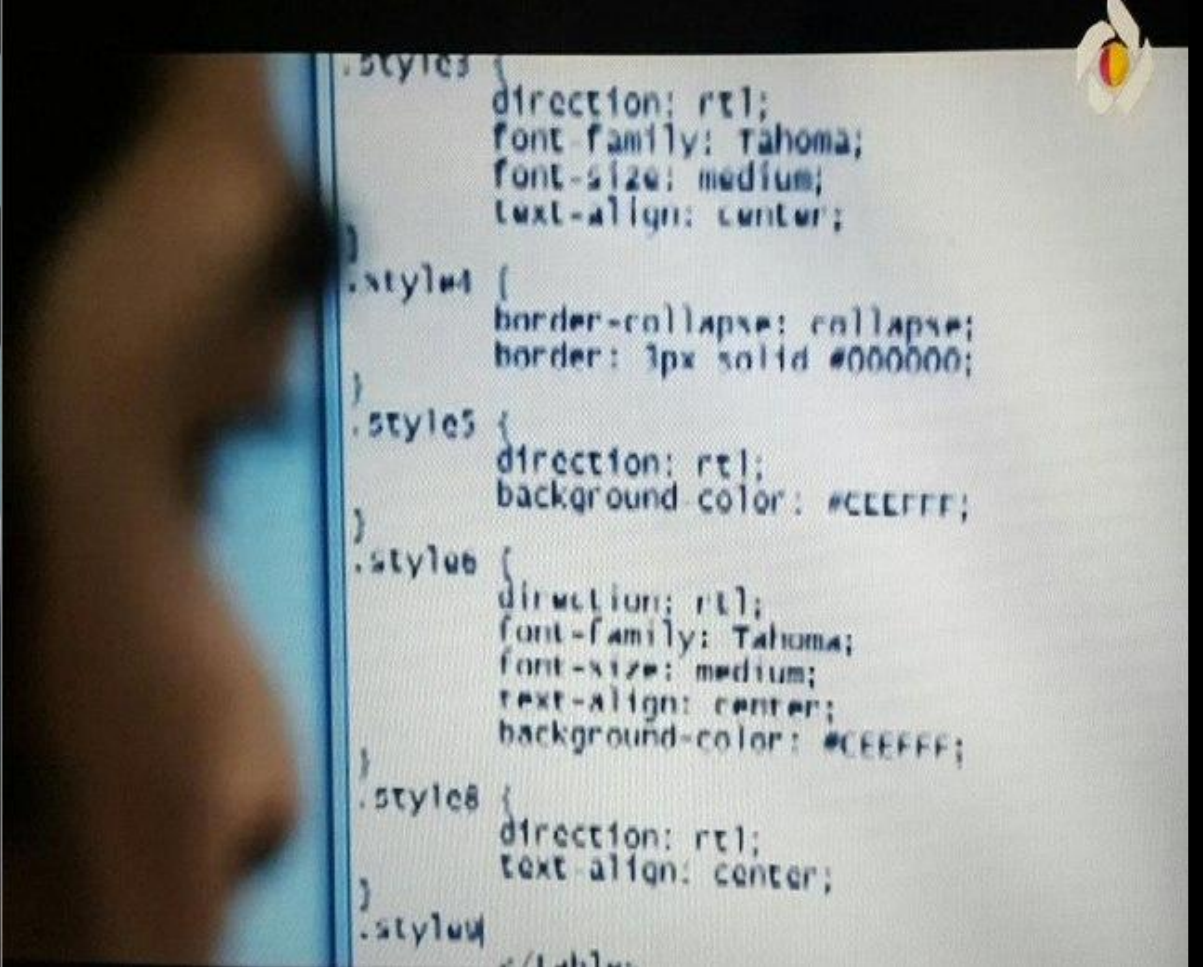 .style3 {
direction: rtl;
font-family: Tahoma;
font-size: medium;
text-align: center;
}
.style4 {
border-collapse: collapse;
border: 1px solid #000000;
}
.style5 {
direction: rtl;
background-color: #CEEFFF;
}
.style6 {
direction: rtl;
font-family: Tahoma;
font-size: medium;
text-align: center;
background-color: #CEEFFF;
}
.style8 {
direction: rtl;
text-align: center;
}